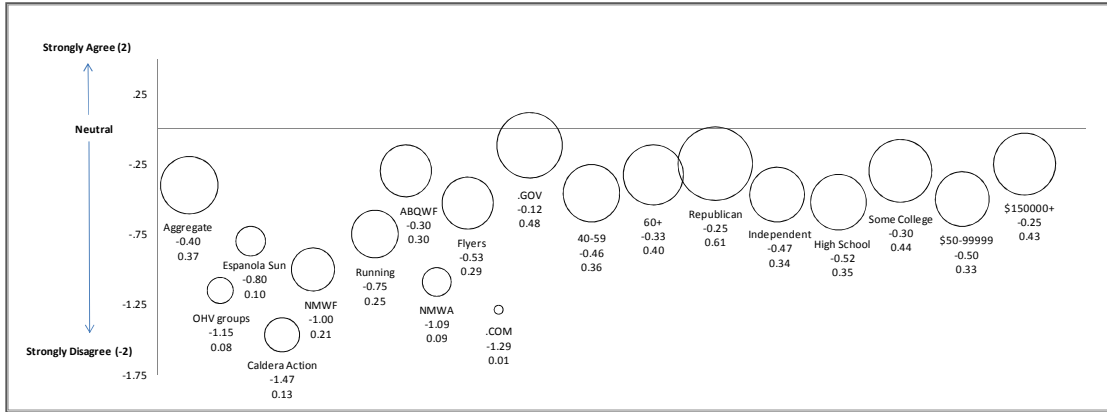 Strongly Agree (2)
.25
Neutral
-.25
-.75
-1.25
Strongly Disagree (-2)
-1.75
Aggregate
-0.40
0.37
OHV groups
-1.15
0.08
Espanola Sun
-0.80
0.10
Caldera Action
-1.47
0.13
NMWF
-1.00
0.21
Running
-0.75
0.25
ABQWF
-0.30
0.30
NMWA
-1.09
0.09
Flyers
-0.53
0.29
.COM
-1.29
0.01
.GOV
-0.12
0.48
40-59
-0.46
0.36
60+
-0.33
0.40
Republican
-0.25
0.61
Independent
-0.47
0.34
High School
-0.52
0.35
Some College
-0.30
0.44
$50-99999
-0.50
0.33
$150000+
-0.25
0.43